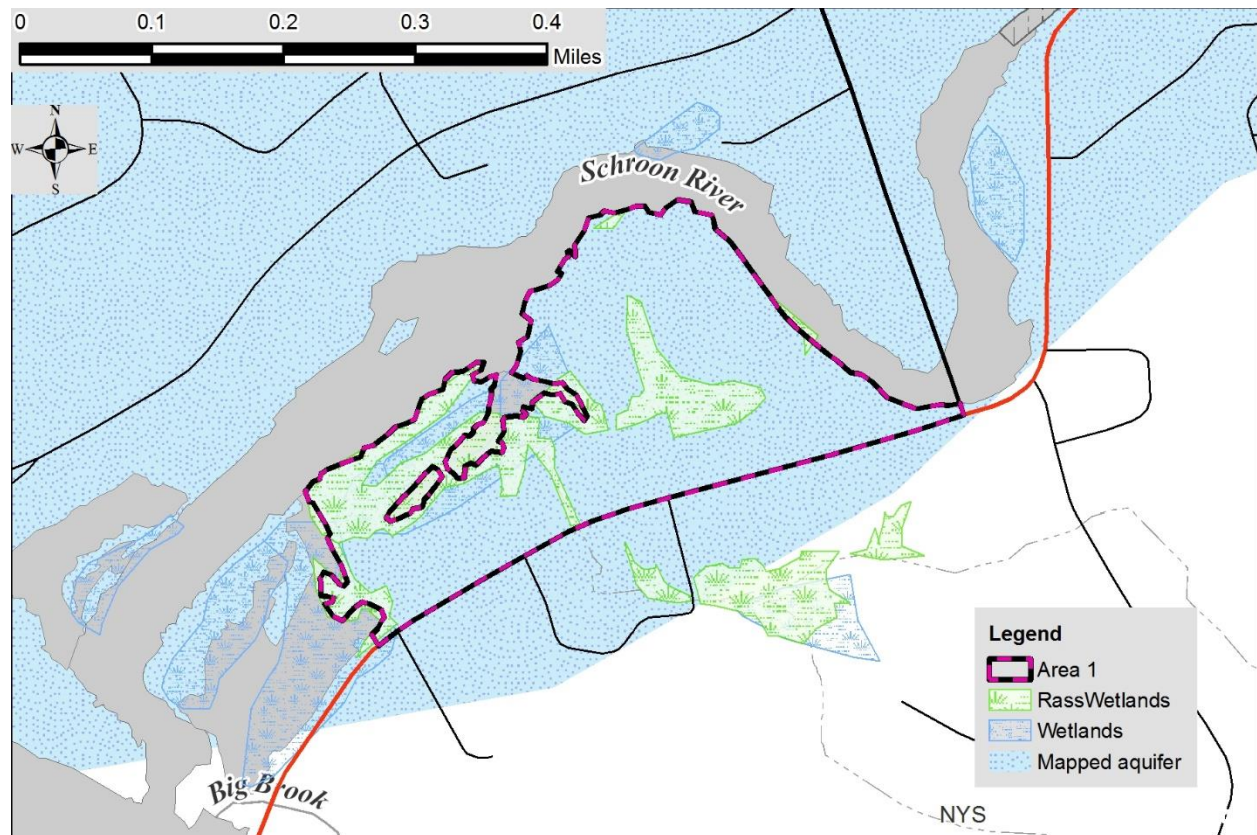 0 0.1 0.2 0.3 0.4
Miles
N
W E
S
Schroon River
Legend
Area 1
RassWetlands
Wetlands
Mapped aquifer
Big Brook
NYS